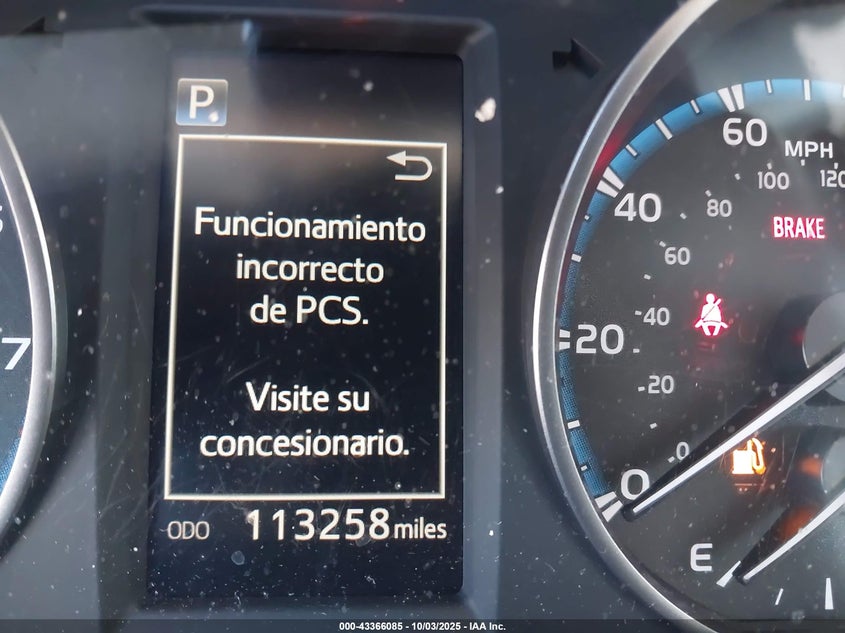 P
Funcionamiento
incorrecto
de PCS.
Visite su
concesionario.
ODO 113258 miles
7
60
MPH
100
120
40
80
BRAKE
60
20
40
20
0
0
E
000-43366085 - 10/03/2025 - IAA Inc.